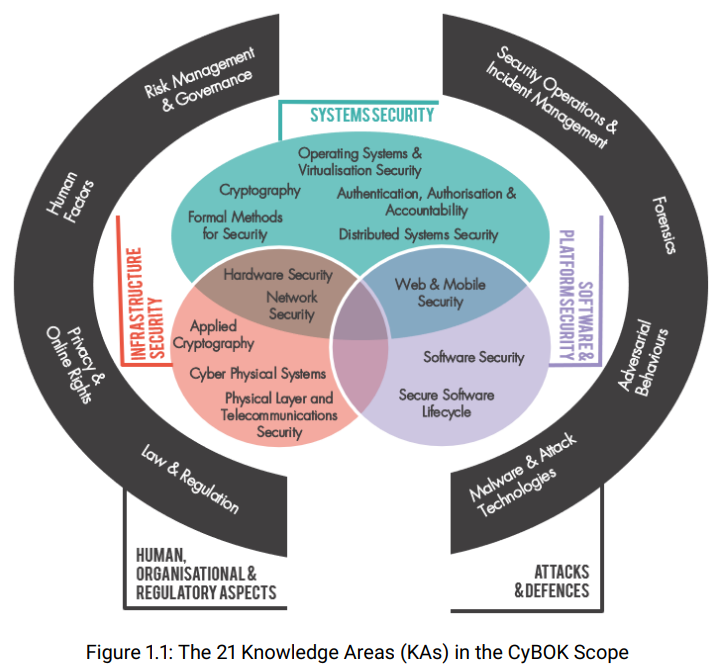 Risk Management
& Governance
Human
Factors
Privacy &
Online Rights
Law & Regulation
HUMAN,
ORGANISATIONAL &
REGULATORY ASPECTS
SYSTEMS SECURITY
Operating Systems &
Virtualisation Security
Cryptography
Authentication, Authorisation &
Accountability
Formal Methods
for Security
Distributed Systems Security
INFRASTRUCTURE
SECURITY
Hardware Security
Network
Security
Applied
Cryptography
Cyber Physical Systems
Physical Layer and
Telecommunications
Security
Web & Mobile
Security
Software Security
Secure Software
Lifecycle
SOFTWARE &
PLATFORM SECURITY
Security Operations &
Incident Management
Forensics
Adversarial
Behaviours
Malware & Attack
Technologies
ATTACKS
& DEFENCES
Figure 1.1: The 21 Knowledge Areas (KAs) in the CyBOK Scope